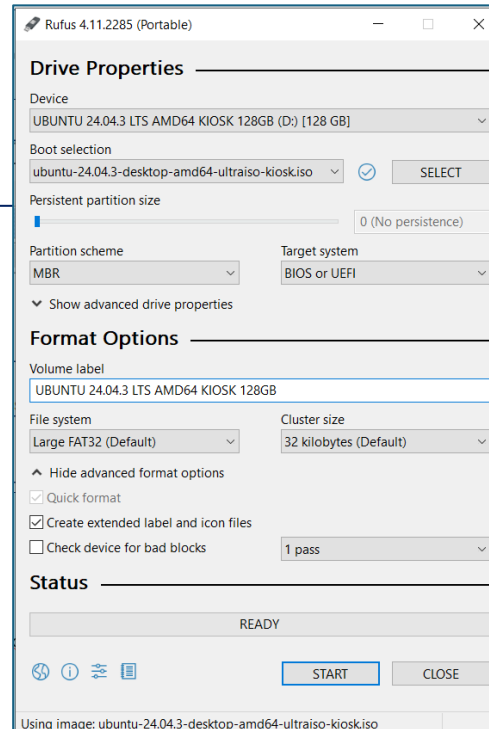 Rufus 4.11.2285 (Portable)
Drive Properties
Device
UBUNTU 24.04.3 LTS AMD64 KIOSK 128GB (D:) [128 GB]
Boot selection
ubuntu-24.04.3-desktop-amd64-ultraiso-kiosk.iso SELECT
Persistent partition size
0 (No persistence)
Partition scheme Target system
MBR BIOS or UEFI
Show advanced drive properties
Format Options
Volume label
UBUNTU 24.04.3 LTS AMD64 KIOSK 128GB
File system Cluster size
Large FAT32 (Default) 32 kilobytes (Default)
Hide advanced format options
Quick format
Create extended label and icon files
Check device for bad blocks 1 pass
Status
READY
START CLOSE
Using image: ubuntu-24.04.3-desktop-amd64-ultraiso-kiosk.iso